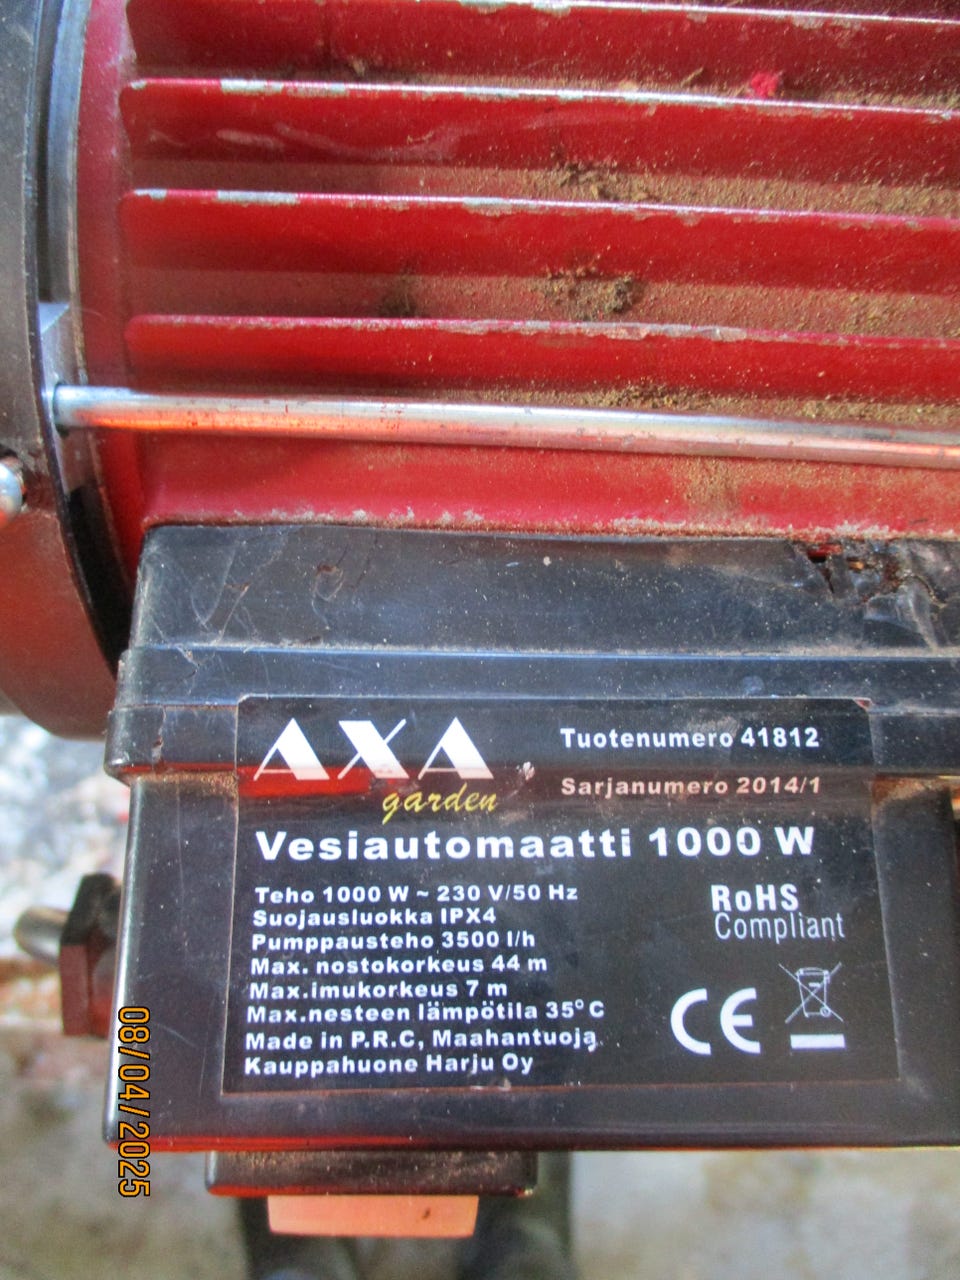 AXA
garden
Tuotenumero 41812
Sarjanumero 2014/1
Vesiautomaatti 1000 W
Teho 1000 W ~ 230 V/50 Hz
Suojausluokka IPX4
Pumppausteho 3500 l/h
Max. nostokorkeus 44 m
Max.imukorkeus 7 m
Max.nesteen lämpötila 35° C
Made in P.R.C, Maahantuoja
Kauppahuone Harju Oy
RoHS
Compliant
CE
08/04/2025